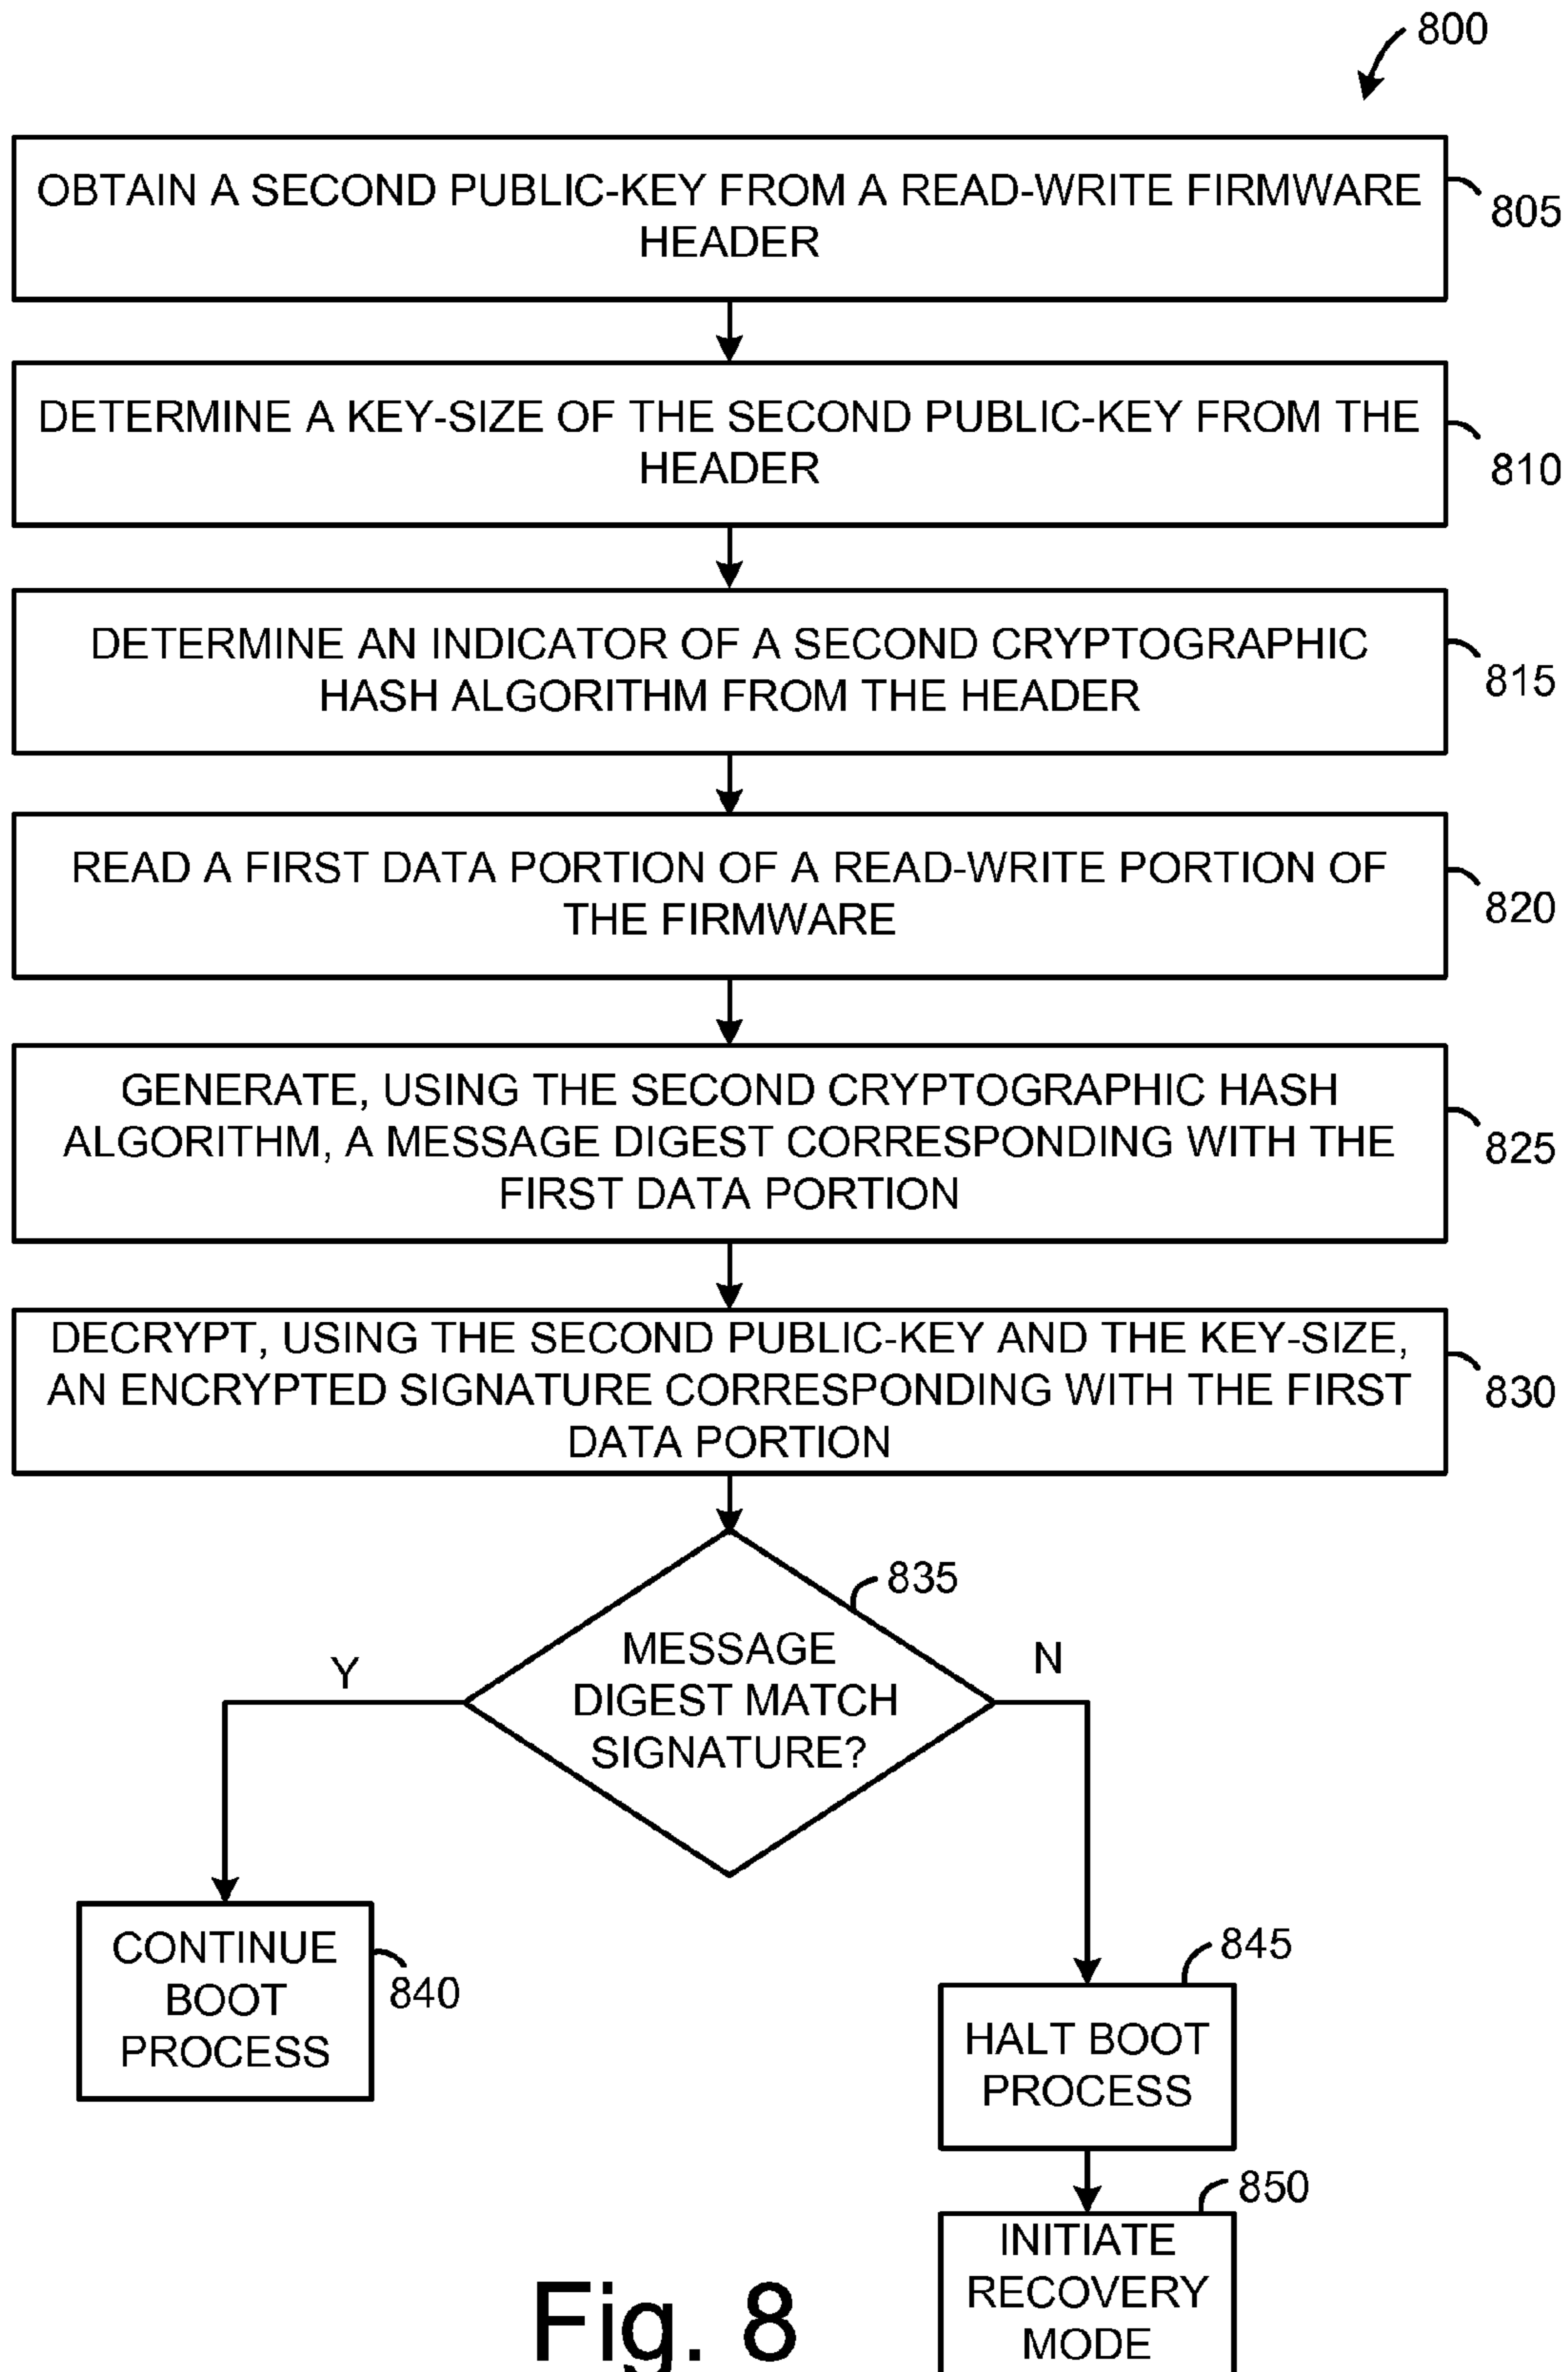 800
OBTAIN A SECOND PUBLIC-KEY FROM A READ-WRITE FIRMWARE
HEADER
805
DETERMINE A KEY-SIZE OF THE SECOND PUBLIC-KEY FROM THE
HEADER
810
DETERMINE AN INDICATOR OF A SECOND CRYPTOGRAPHIC
HASH ALGORITHM FROM THE HEADER
815
READ A FIRST DATA PORTION OF A READ-WRITE PORTION OF
THE FIRMWARE
820
GENERATE, USING THE SECOND CRYPTOGRAPHIC HASH
ALGORITHM, A MESSAGE DIGEST CORRESPONDING WITH THE
FIRST DATA PORTION
825
DECRYPT, USING THE SECOND PUBLIC-KEY AND THE KEY-SIZE,
AN ENCRYPTED SIGNATURE CORRESPONDING WITH THE FIRST
DATA PORTION
830
835
MESSAGE
DIGEST MATCH
SIGNATURE?
Y
N
CONTINUE
BOOT
PROCESS
840
845
HALT BOOT
PROCESS
850
INITIATE
RECOVERY
MODE
Fig. 8